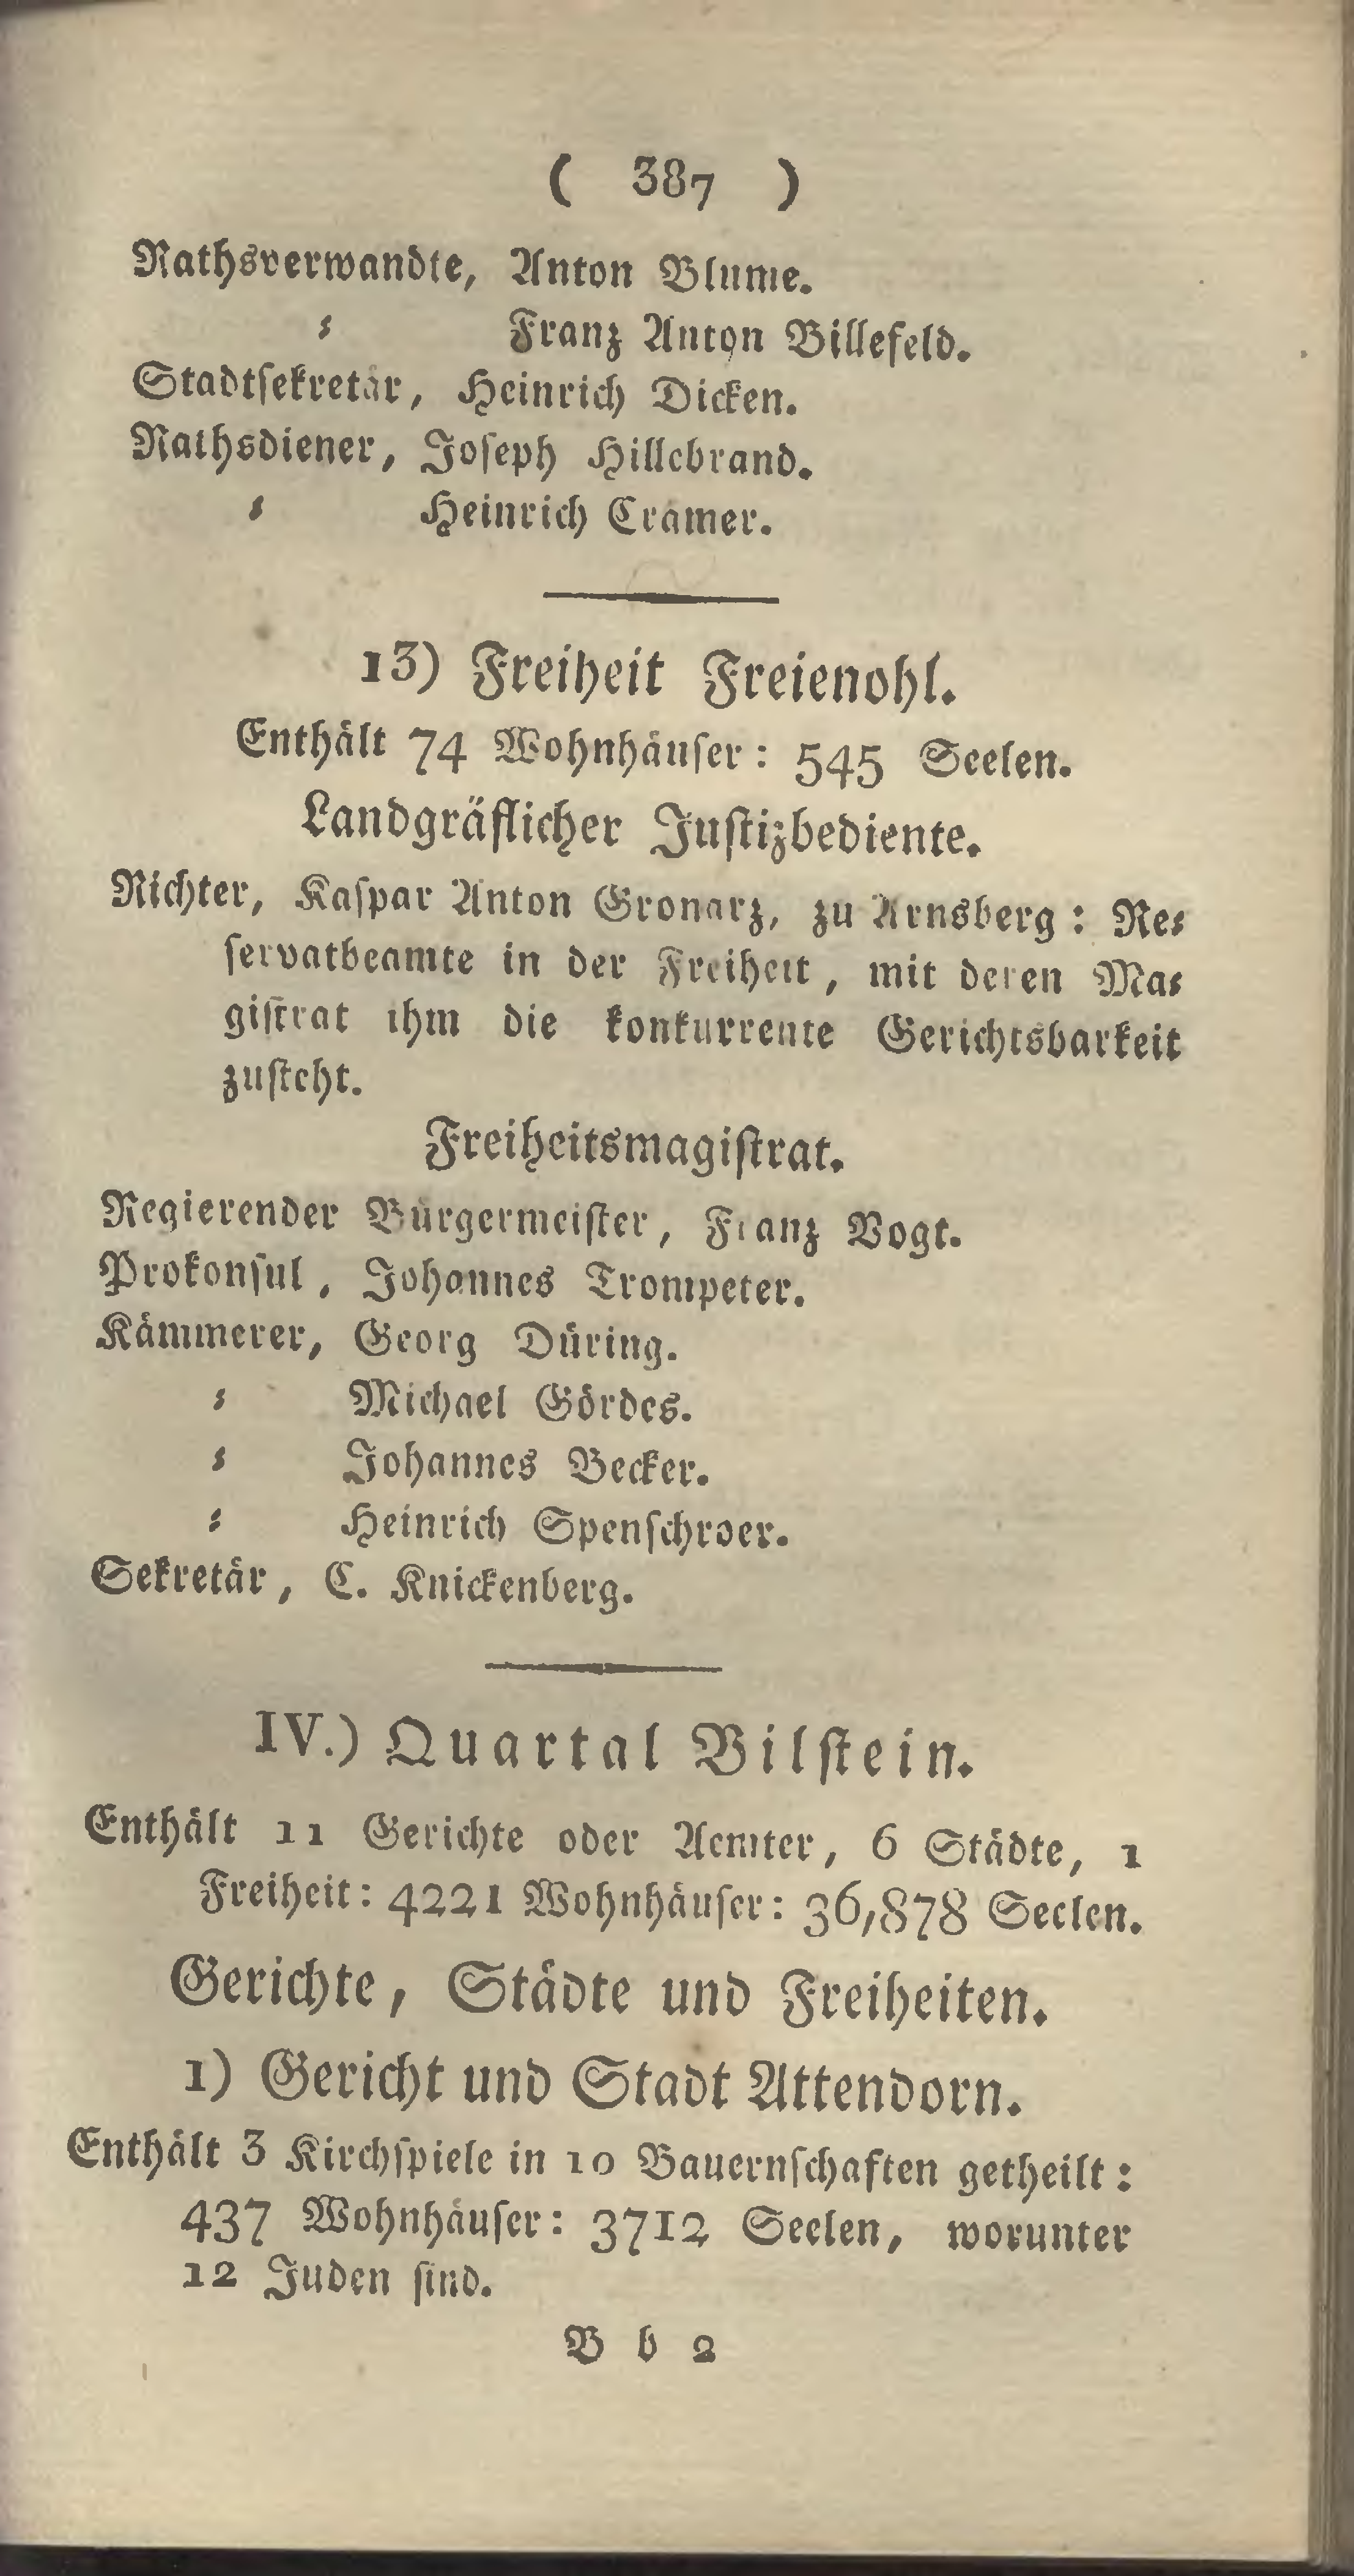 ( 387 )
Rathsverwandte, Anton Blume.
⸗ Franz Anton Billefeld.
Stadtsekretär, Heinrich Dicken.
Rathsdiener, Joseph Hillebrand.
⸗ Heinrich Cramer.
13) Freiheit Freienohl.
Enthält 74 Wohnhäuser: 545 Seelen.
Landgräflicher Justizbediente.
Richter, Kaspar Anton Gronarz, zu Arnsberg: Re⸗
servatbeamte in der Freiheit, mit deren Ma⸗
gistrat ihm die konkurrente Gerichtsbarkeit
zusteht.
Freiheitsmagistrat.
Regierender Bürgermeister, Franz Vogt.
Prokonsul, Johannes Trompeter.
Kämmerer, Georg Düring.
⸗ Michael Gördes.
⸗ Johannes Becker.
⸗ Heinrich Spenschroer.
Sekretär, C. Knickenberg.
IV.) Quartal Bilstein.
Enthält 11 Gerichte oder Aemter, 6 Städte, 1
Freiheit: 4221 Wohnhäuser: 36,878 Seelen.
Gerichte, Städte und Freiheiten.
1) Gericht und Stadt Attendorn.
Enthält 3 Kirchspiele in 10 Bauernschaften getheilt:
437 Wohnhäuser: 3712 Seelen, worunter
12 Juden sind.
B b 2